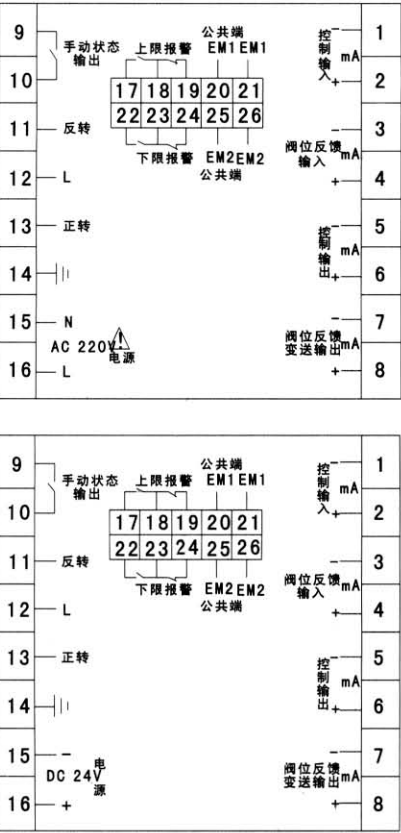 9
手动状态
输出
10
11 反转
12 L
13 正转
14
15 N
AC 220V
电源
16 L
公共端
上限报警 EM1 EM1
17 18 19 20 21
22 23 24 25 26
下限报警 EM2 EM2
公共端
控制输入
- 1
mA
+ 2
- 3
阀位反馈
输入
mA
+ 4
控制输出
- 5
mA
+ 6
- 7
阀位反馈
变送输出
mA
+ 8
9
手动状态
输出
10
11 反转
12 L
13 正转
14
15 -
DC 24V
电源
16 +
公共端
上限报警 EM1 EM1
17 18 19 20 21
22 23 24 25 26
下限报警 EM2 EM2
公共端
控制输入
- 1
mA
+ 2
- 3
阀位反馈
输入
mA
+ 4
控制输出
- 5
mA
+ 6
- 7
阀位反馈
变送输出
mA
+ 8